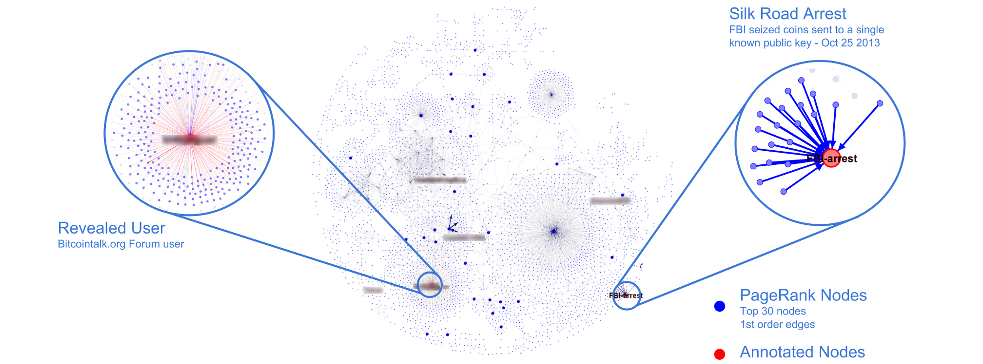 Silk Road Arrest
FBI seized coins sent to a single
known public key - Oct 25 2013
FBI-arrest
Revealed User
Bitcointalk.org Forum user
FBI-arrest
PageRank Nodes
Top 30 nodes
1st order edges
Annotated Nodes